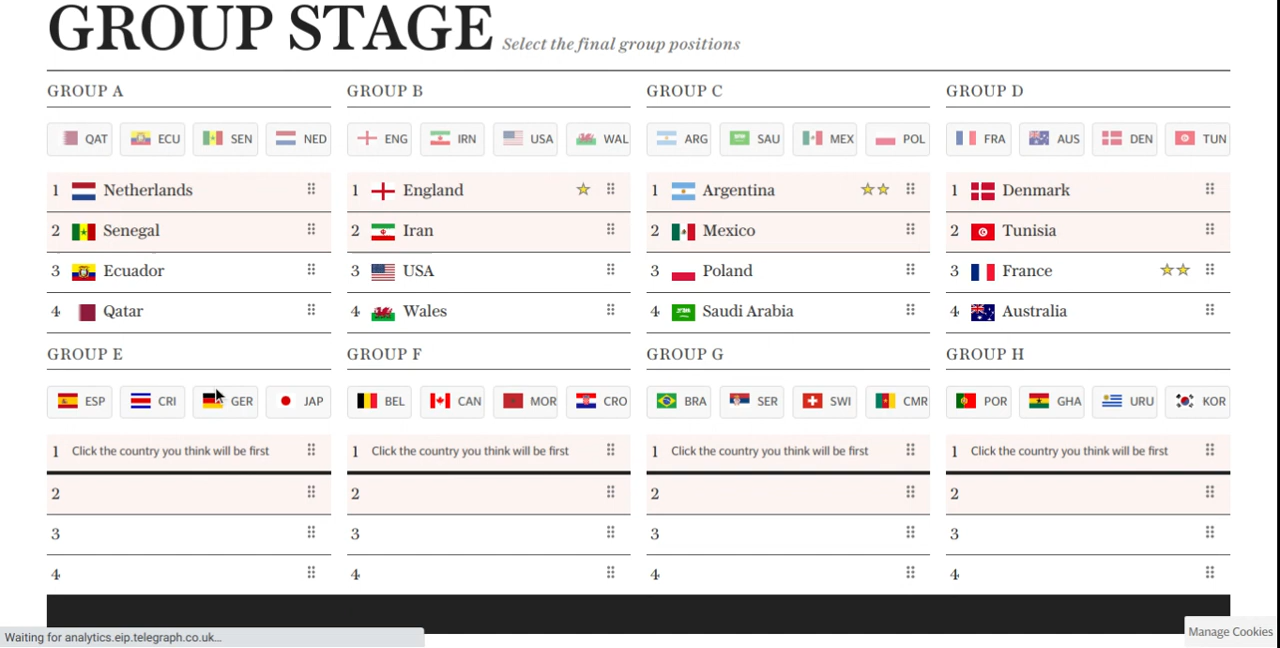 GROUP STAGE Select the final group positions
GROUP A
QAT ECU SEN NED
1 Netherlands
2 Senegal
3 Ecuador
4 Qatar
GROUP B
ENG IRN USA WAL
1 England
2 Iran
3 USA
4 Wales
GROUP C
ARG SAU MEX POL
1 Argentina
2 Mexico
3 Poland
4 Saudi Arabia
GROUP D
FRA AUS DEN TUN
1 Denmark
2 Tunisia
3 France
4 Australia
GROUP E
ESP CRI GER JAP
1 Click the country you think will be first
2
3
4
GROUP F
BEL CAN MOR CRO
1 Click the country you think will be first
2
3
4
GROUP G
BRA SER SWI CMR
1 Click the country you think will be first
2
3
4
GROUP H
POR GHA URU KOR
1 Click the country you think will be first
2
3
4
Waiting for analytics.eip.telegraph.co.uk...
Manage Cookies